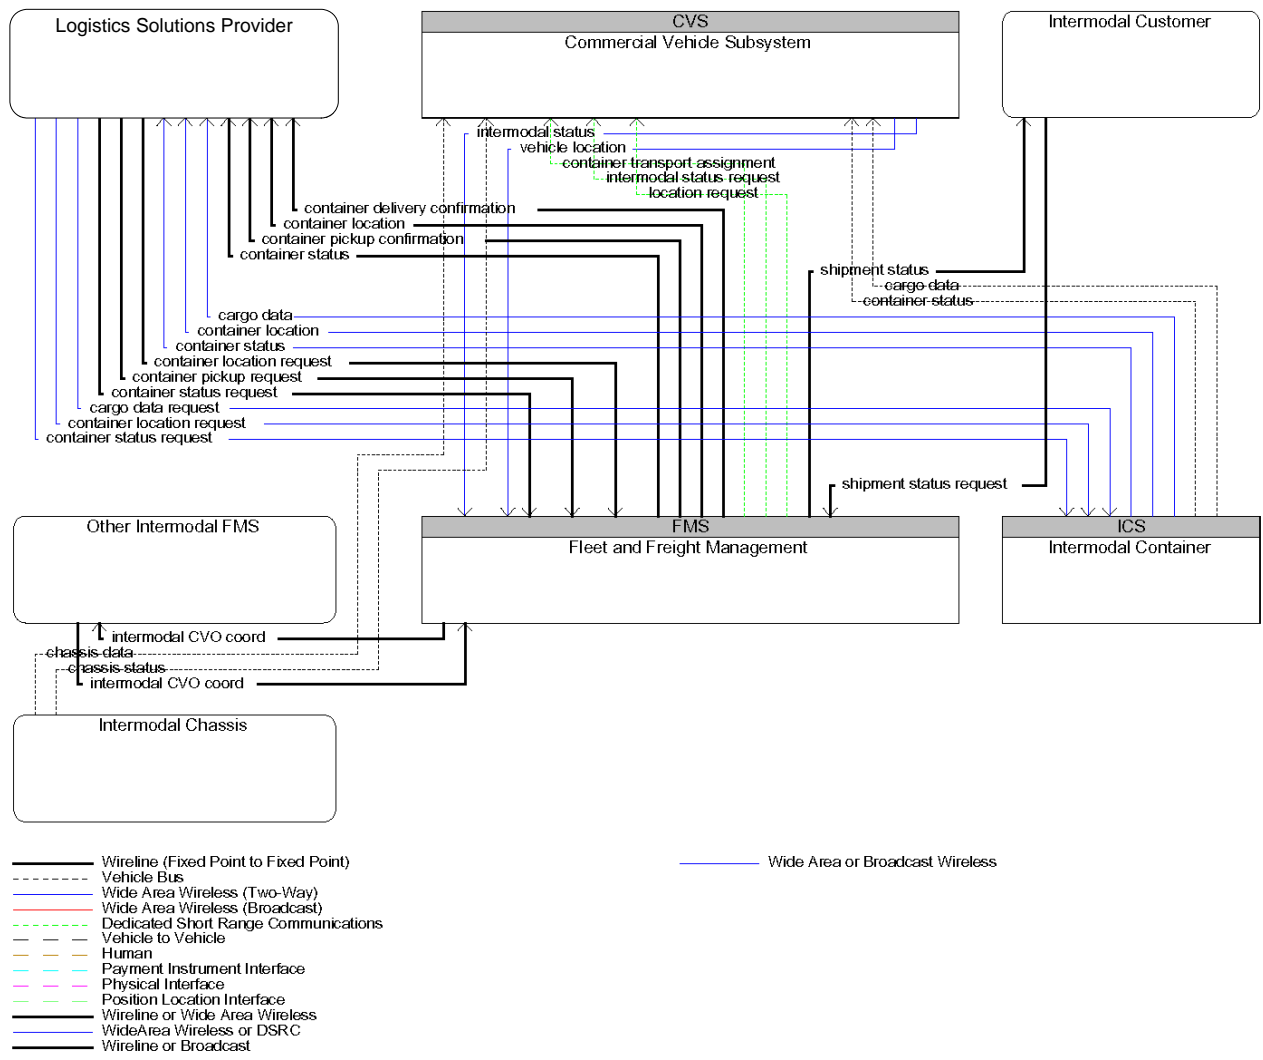 Logistics Solutions Provider
CVS
Commercial Vehicle Subsystem
Intermodal Customer
intermodal status
vehicle location
container transport assignment
intermodal status request
location request
container delivery confirmation
container location
container pickup confirmation
container status
shipment status
cargo data
container status
cargo data
container location
container status
container location request
container pickup request
container status request
cargo data request
container location request
container status request
shipment status request
Other Intermodal FMS
FMS
Fleet and Freight Management
ICS
Intermodal Container
intermodal CVO coord
chassis data
chassis status
intermodal CVO coord
Intermodal Chassis
Wireline (Fixed Point to Fixed Point)
Vehicle Bus
Wide Area Wireless (Two-Way)
Wide Area Wireless (Broadcast)
Dedicated Short Range Communications
Vehicle to Vehicle
Human
Payment Instrument Interface
Physical Interface
Position Location Interface
Wireline or Wide Area Wireless
WideArea Wireless or DSRC
Wireline or Broadcast
Wide Area or Broadcast Wireless